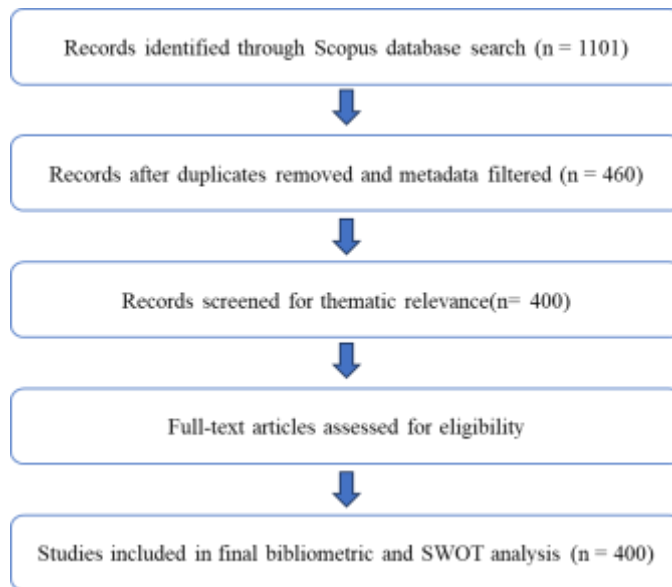 Records identified through Scopus database search (n = 1101)
Records after duplicates removed and metadata filtered (n = 460)
Records screened for thematic relevance(n= 400)
Full-text articles assessed for eligibility
Studies included in final bibliometric and SWOT analysis (n = 400)